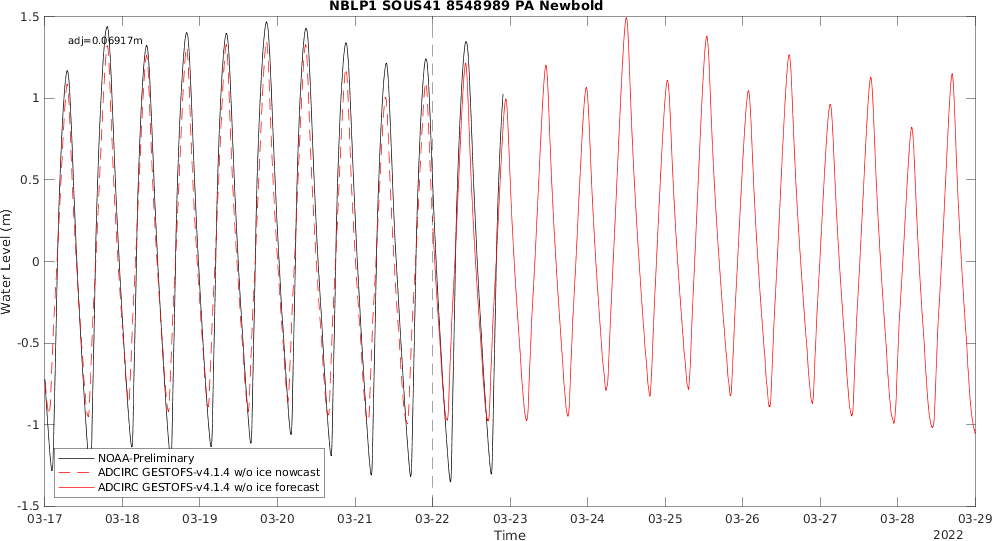 NBLP1 SOUS41 8548989 PA Newbold
adj=0.06917m
1.5
1
0.5
0
-0.5
-1
-1.5
Water Level (m)
NOAA-Preliminary
ADCIRC GESTOFS-v4.1.4 w/o ice nowcast
ADCIRC GESTOFS-v4.1.4 w/o ice forecast
03-17 03-18 03-19 03-20 03-21 03-22 03-23 03-24 03-25 03-26 03-27 03-28 03-29
Time
2022